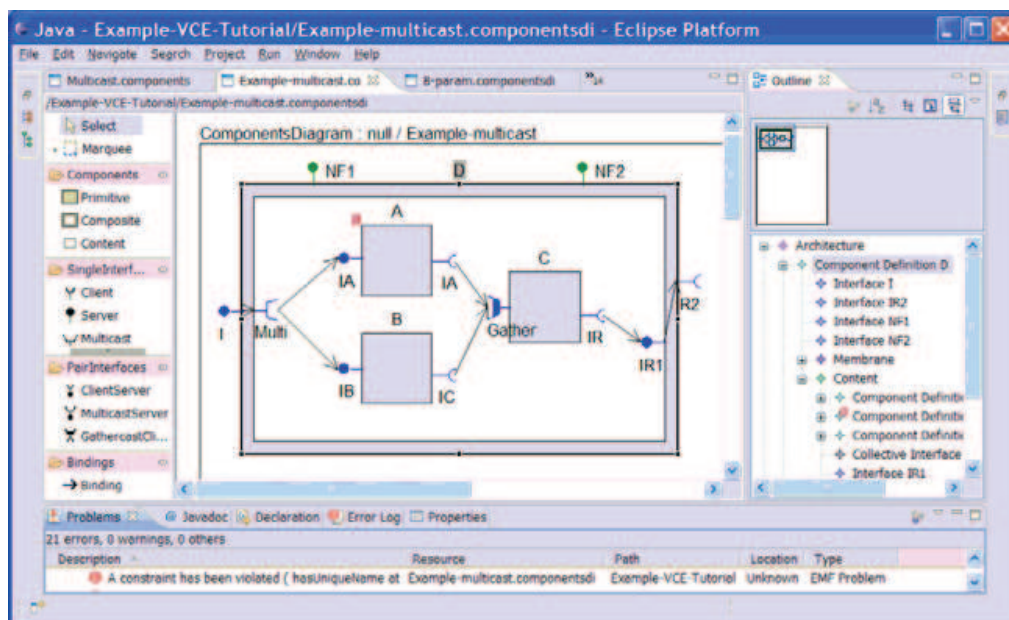 Java - Example-VCE-Tutorial/Example-multicast.componentsdi - Eclipse Platform
File Edit Navigate Search Project Run Window Help
Multicast.components
Example-multicast.co
8-param.componentsdi
Outline
/Example-VCE-Tutorial/Example-multicast.componentsdi
Select
Marquee
Components
Primitive
Composite
Content
SingleInterf...
Client
Server
Multicast
PairInterfaces
ClientServer
MulticastServer
GathercastCli...
Bindings
Binding
ComponentsDiagram : null / Example-multicast
NF1
D
NF2
A
IA
IA
C
I
Multi
B
Gather
IR
IR1
IR2
IB
IC
Architecture
Component Definition D
Interface I
Interface IR2
Interface NF1
Interface NF2
Membrane
Content
Component Definiti
Component Definiti
Component Definiti
Collective Interface
Interface IR1
Problems Javadoc Declaration Error Log Properties
21 errors, 0 warnings, 0 others
Description Resource Path Location Type
A constraint has been violated ( hasUniqueName at Example-multicast.componentsdi Example-VCE-Tutorial Unknown EMF Problem